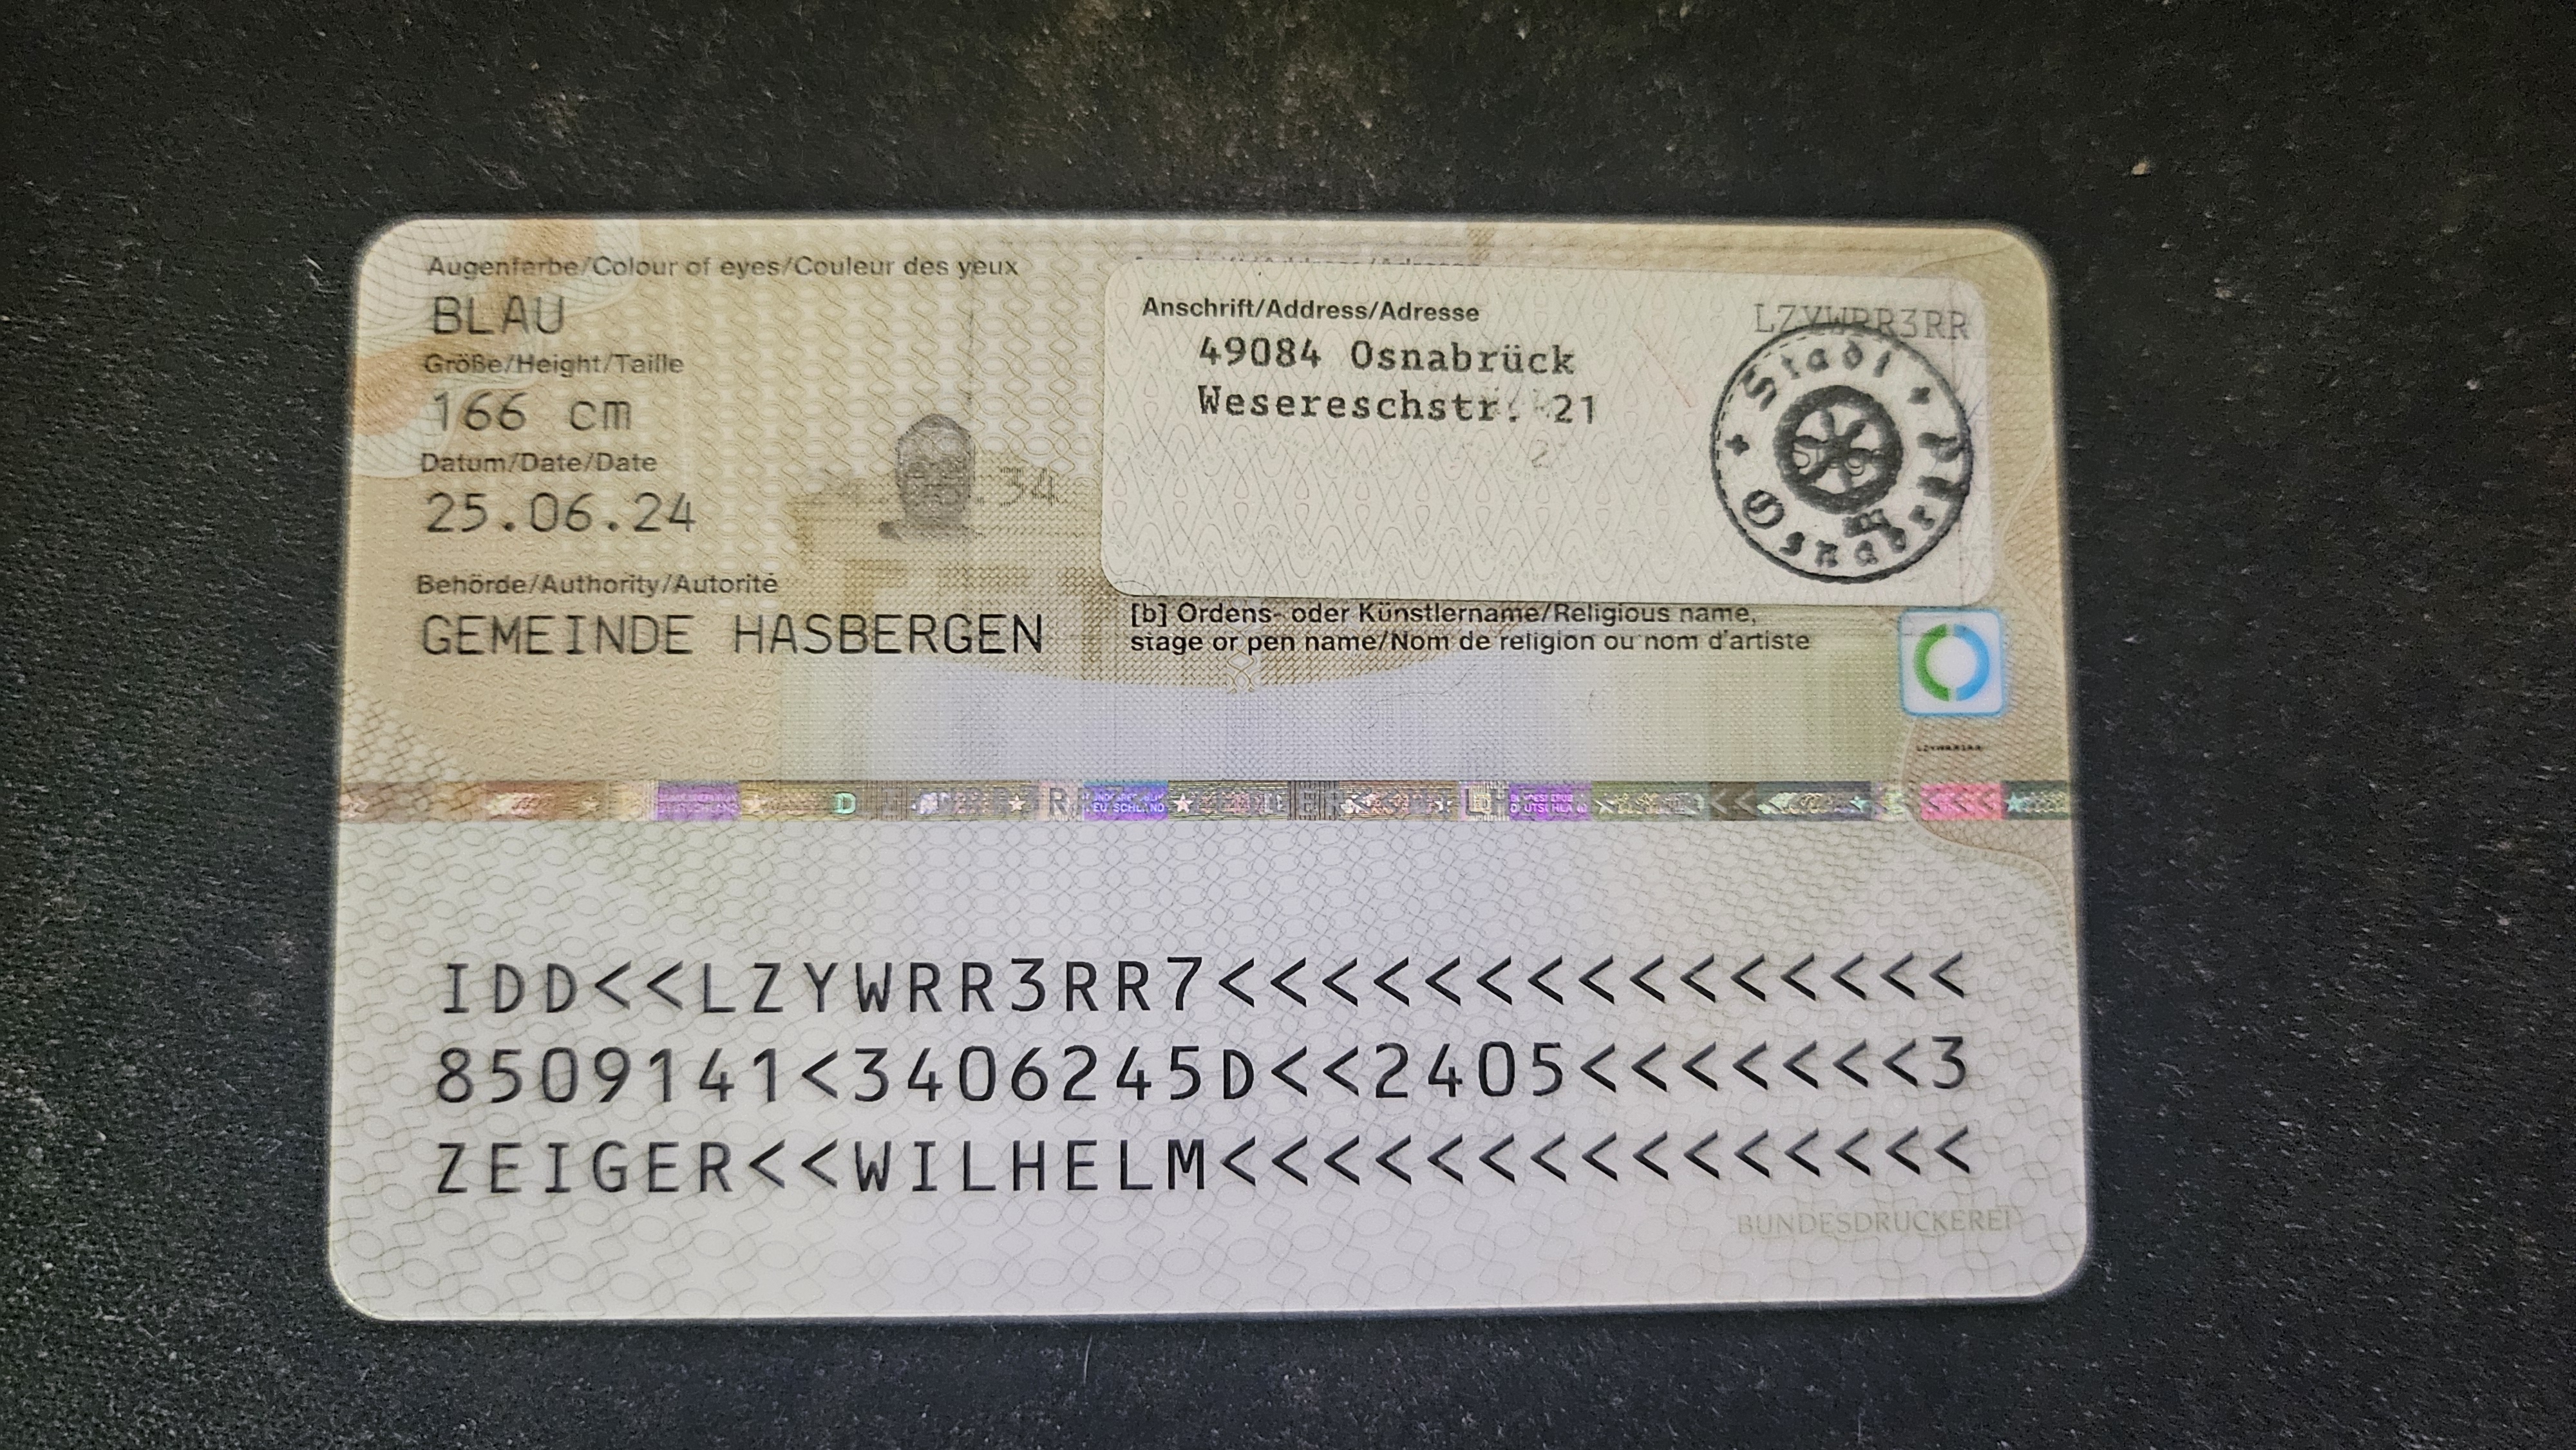 Augenfarbe/Colour of eyes/Couleur des yeux
BLAU
Größe/Height/Taille
166 cm
Datum/Date/Date
25.06.24
Behörde/Authority/Autorité
GEMEINDE HASBERGEN
Anschrift/Address/Adresse
49084 Osnabrück
Wesereschstr. 21
LZYWRR3RR
Stadt Osnabrück
[b] Ordens- oder Künstlername/Religious name,
stage or pen name/Nom de religion ou nom d'artiste
IDD<<LZYWRR3RR7<<<<<<<<<<<<<<<
8509141<3406245D<<2405<<<<<<<3
ZEIGER<<WILHELM<<<<<<<<<<<<<<<
BUNDESDRUCKEREI